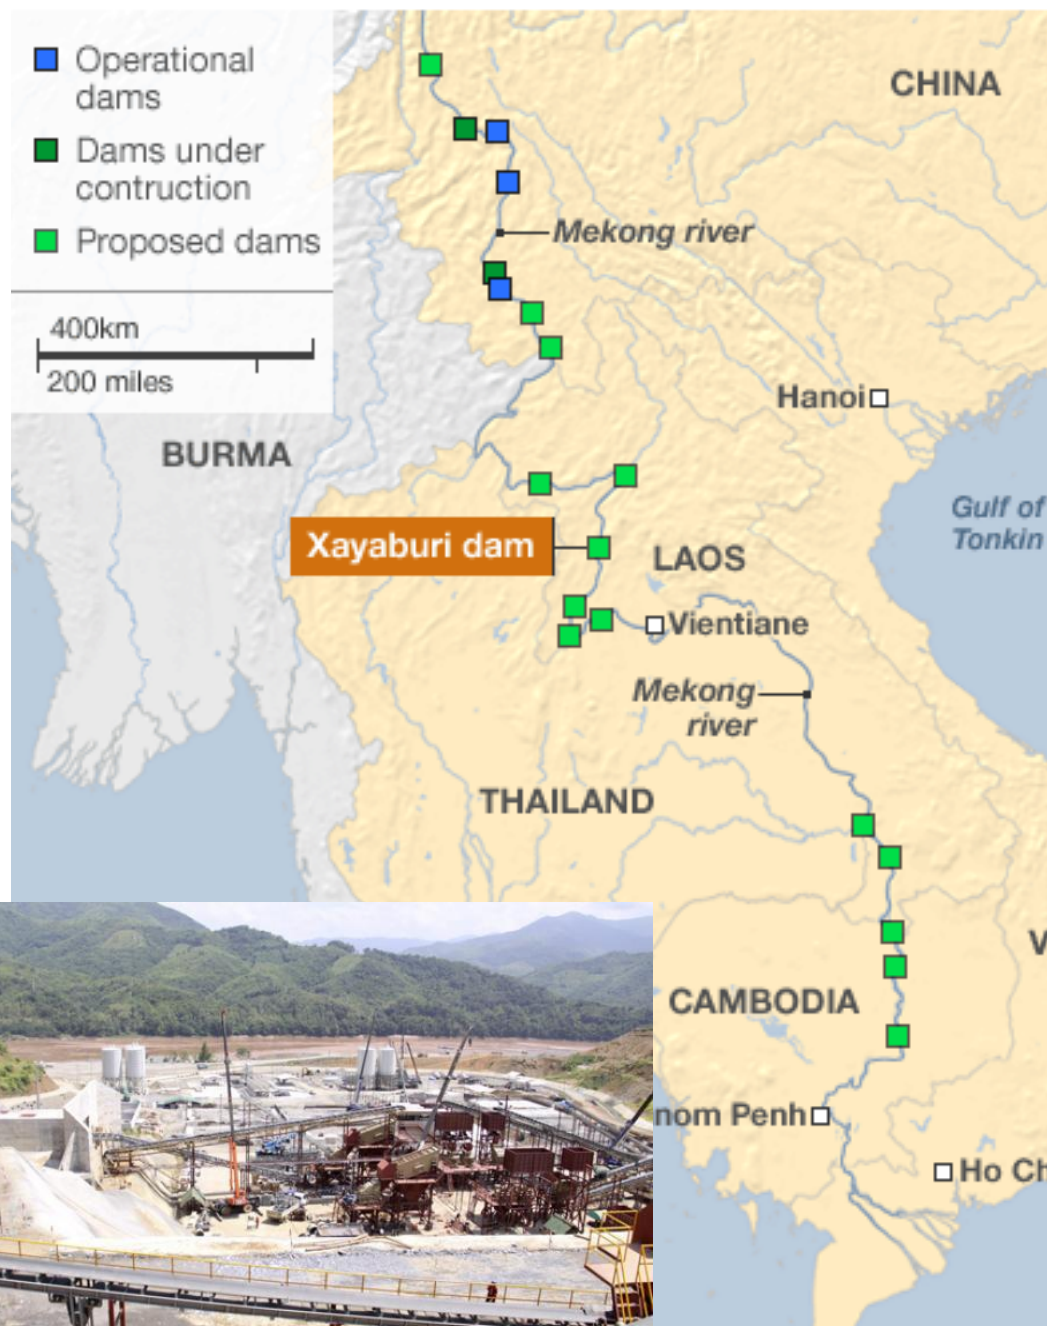 Operational
dams
Dams under
contruction
Proposed dams
400km
200 miles
CHINA
Mekong river
Hanoi
BURMA
Gulf of
Tonkin
Xayaburi dam
LAOS
Vientiane
Mekong
river
THAILAND
V
CAMBODIA
nom Penh
Ho Ch